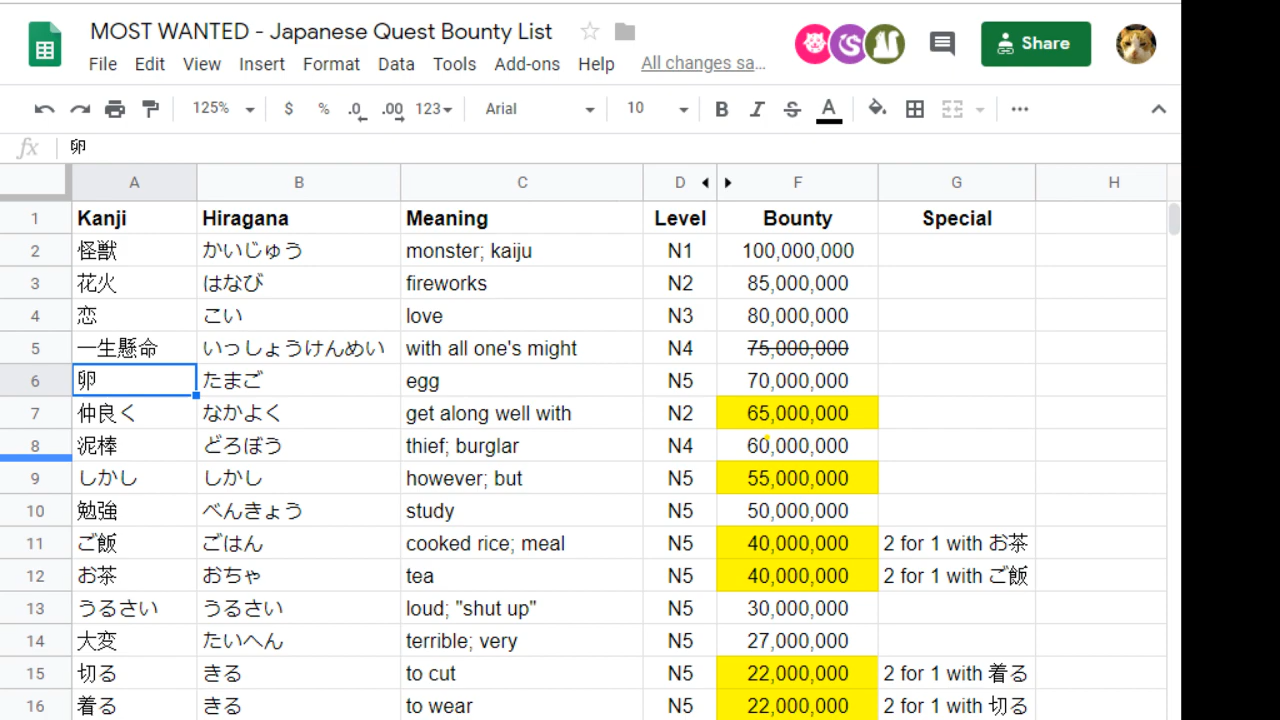 MOST WANTED - Japanese Quest Bounty List
File Edit View Insert Format Data Tools Add-ons Help All changes sa...
125% $ % .0 .00 123 Arial 10 B I S A
Share
fx 卵
A B C D F G H
1 Kanji Hiragana Meaning Level Bounty Special
2 怪獣 かいじゅう monster; kaiju N1 100,000,000
3 花火 はなび fireworks N2 85,000,000
4 恋 こい love N3 80,000,000
5 一生懸命 いっしょうけんめい with all one's might N4 75,000,000
6 卵 たまご egg N5 70,000,000
7 仲良く なかよく get along well with N2 65,000,000
8 泥棒 どろぼう thief; burglar N4 60,000,000
9 しかし しかし however; but N5 55,000,000
10 勉強 べんきょう study N5 50,000,000
11 ご飯 ごはん cooked rice; meal N5 40,000,000 2 for 1 with お茶
12 お茶 おちゃ tea N5 40,000,000 2 for 1 with ご飯
13 うるさい うるさい loud; "shut up" N5 30,000,000
14 大変 たいへん terrible; very N5 27,000,000
15 切る きる to cut N5 22,000,000 2 for 1 with 着る
16 着る きる to wear N5 22,000,000 2 for 1 with 切る